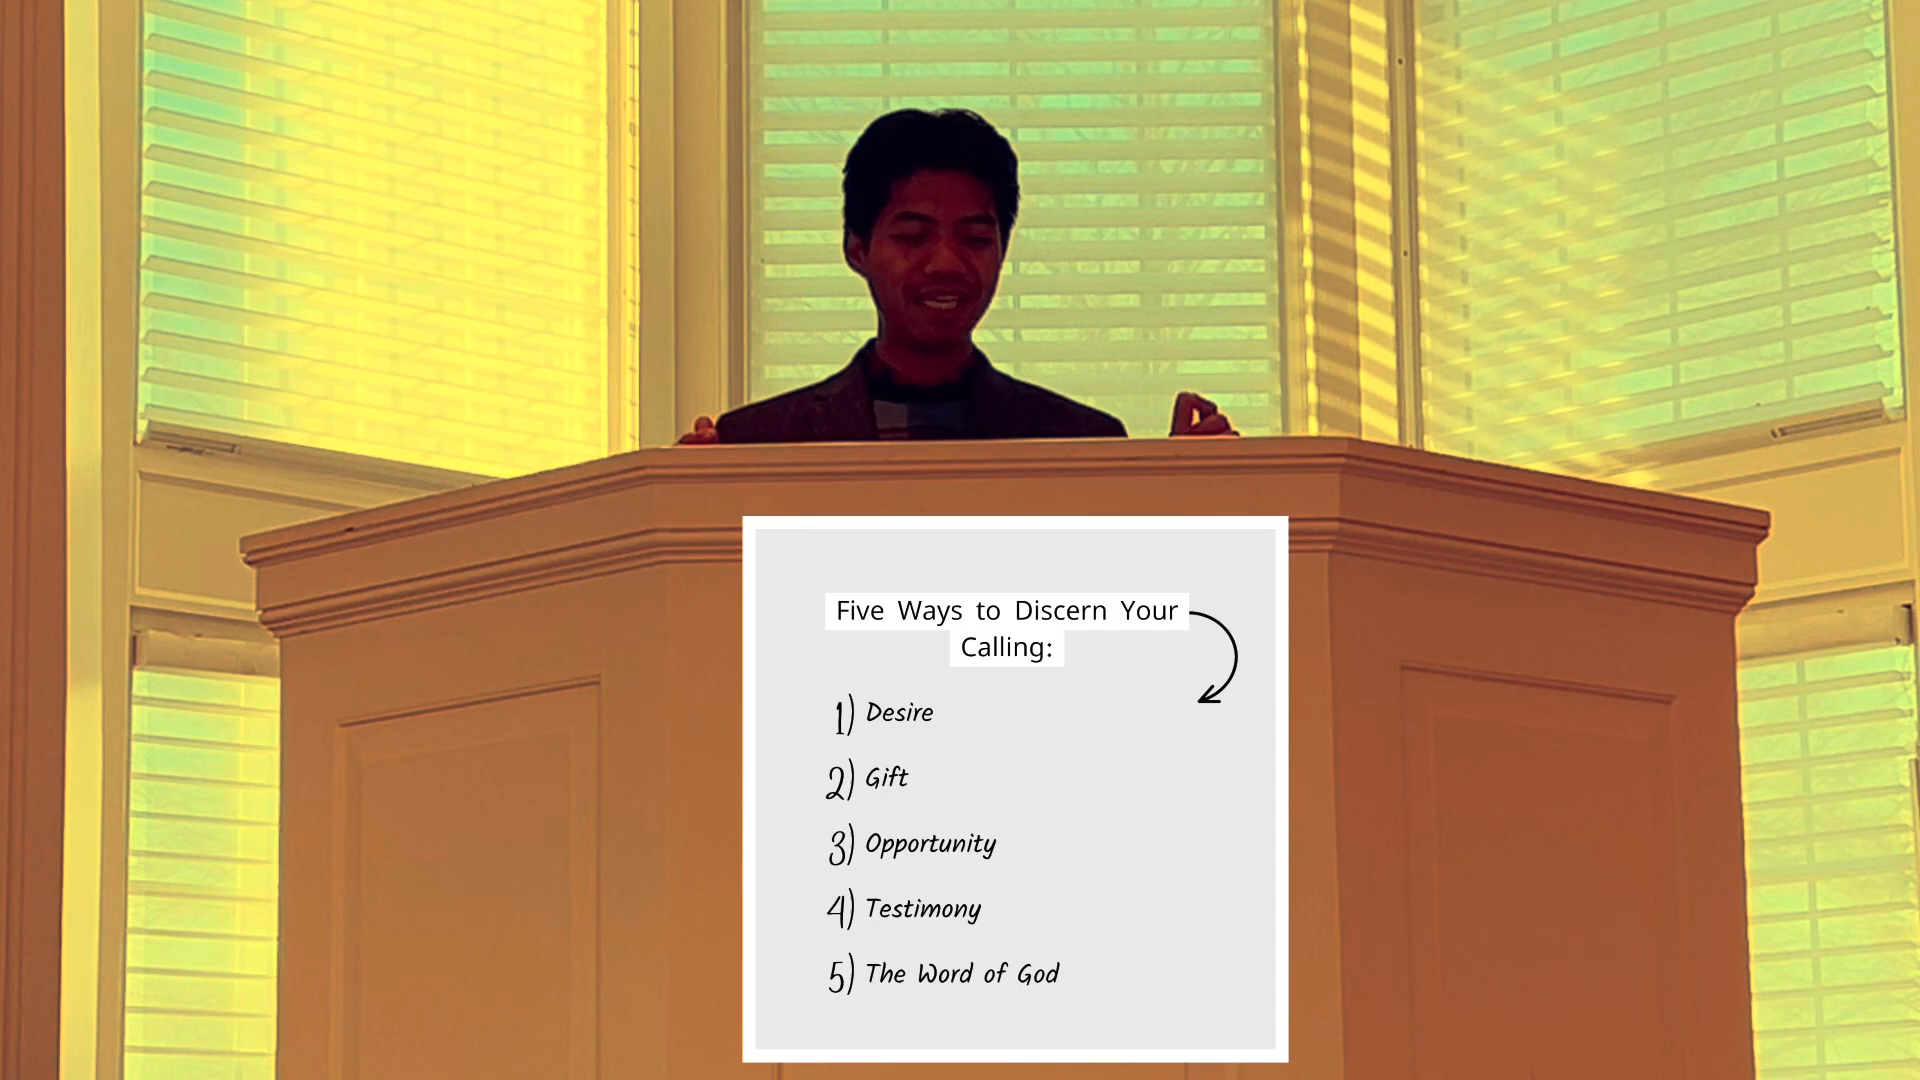 Five Ways to Discern Your
Calling:
1) Desire
2) Gift
3) Opportunity
4) Testimony
5) The Word of God